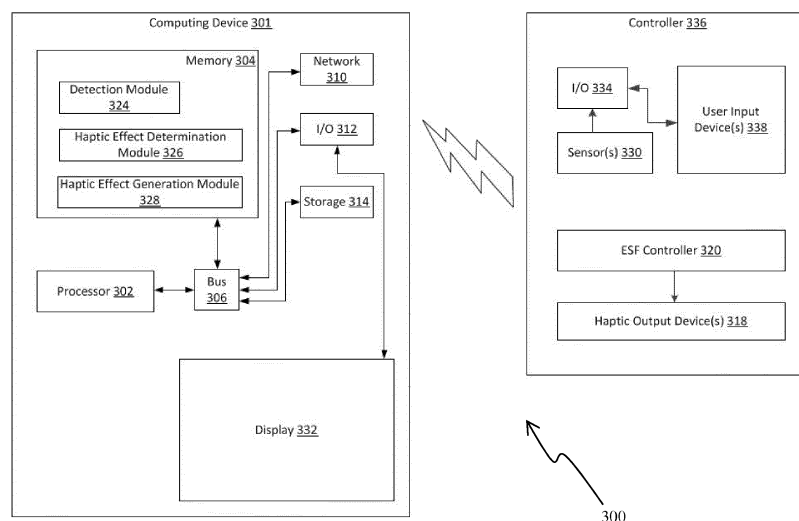 Computing Device 301
Memory 304
Detection Module
324
Haptic Effect Determination
Module 326
Haptic Effect Generation Module
328
Network
310
I/O 312
Storage 314
Processor 302
Bus
306
Display 332
Controller 336
I/O 334
Sensor(s) 330
User Input
Device(s) 338
ESF Controller 320
Haptic Output Device(s) 318
300